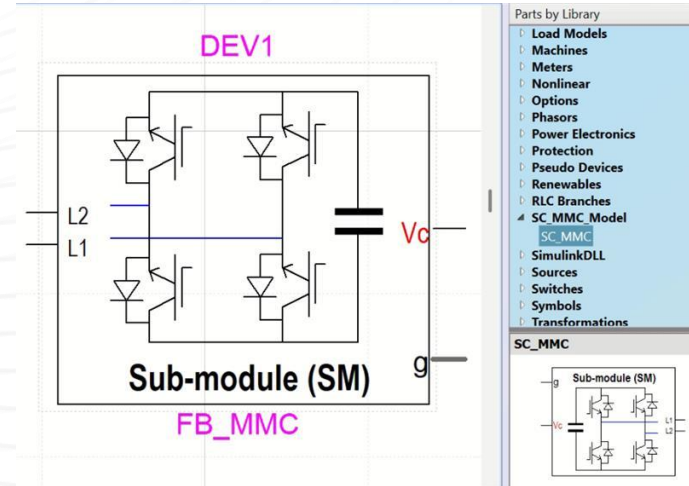 DEV1
L2
L1
Vc
g
Sub-module (SM)
FB_MMC
Parts by Library
Load Models
Machines
Meters
Nonlinear
Options
Phasors
Power Electronics
Protection
Pseudo Devices
Renewables
RLC Branches
SC_MMC_Model
SC_MMC
SimulinkDLL
Sources
Switches
Symbols
Transformations
SC_MMC
Sub-module (SM)
g
Vc
L1
L2